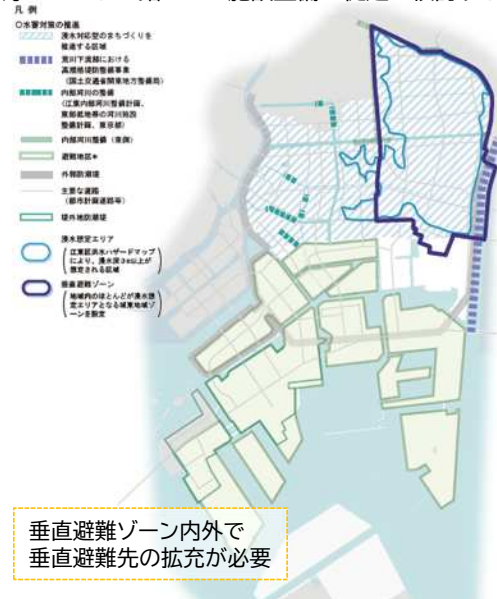 凡 例
○水害対策の推進
浸水対応型のまちづくりを
推進する区域
荒川下流部における
高規格堤防整備事業
（国土交通省関東地方整備局）
内部河川の整備
（江東内部河川整備計画、
東部低地帯の河川施設
整備計画、東京都）
内部河川整備（東側）
避難地区*
外郭防潮堤
主要な道路
（都市計画道路等）
堤外地防潮堤
浸水想定エリア
江東区洪水ハザードマップ
により、浸水深3m以上が
想定される区域
垂直避難ゾーン
地域内のほとんどが浸水想
定エリアとなる城東地域ゾ
ーンを設定
垂直避難ゾーン内外で
垂直避難先の拡充が必要